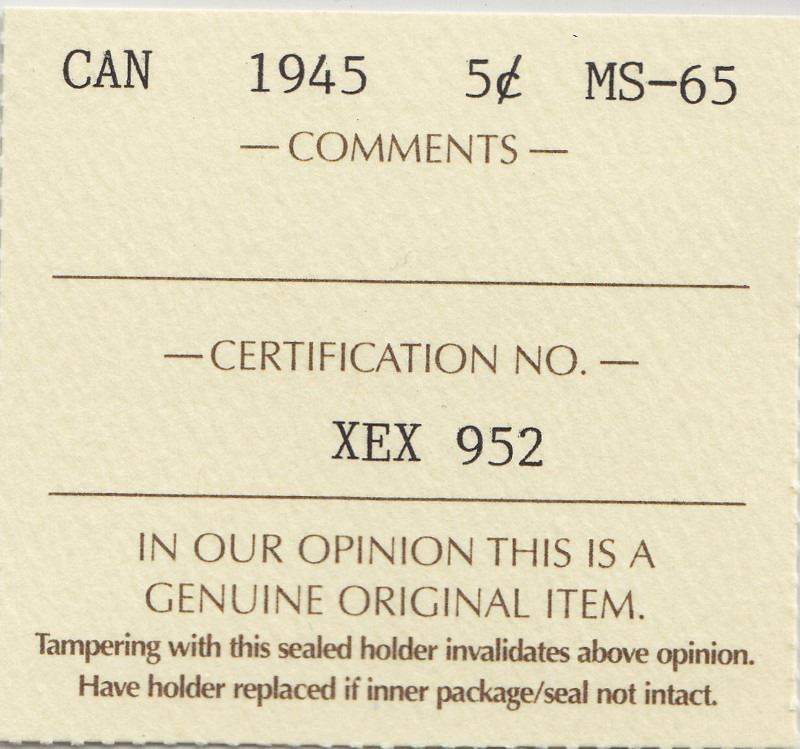 CAN 1945 5¢ MS-65
— COMMENTS —
— CERTIFICATION NO. —
XEX 952
IN OUR OPINION THIS IS A
GENUINE ORIGINAL ITEM.
Tampering with this sealed holder invalidates above opinion.
Have holder replaced if inner package/seal not intact.